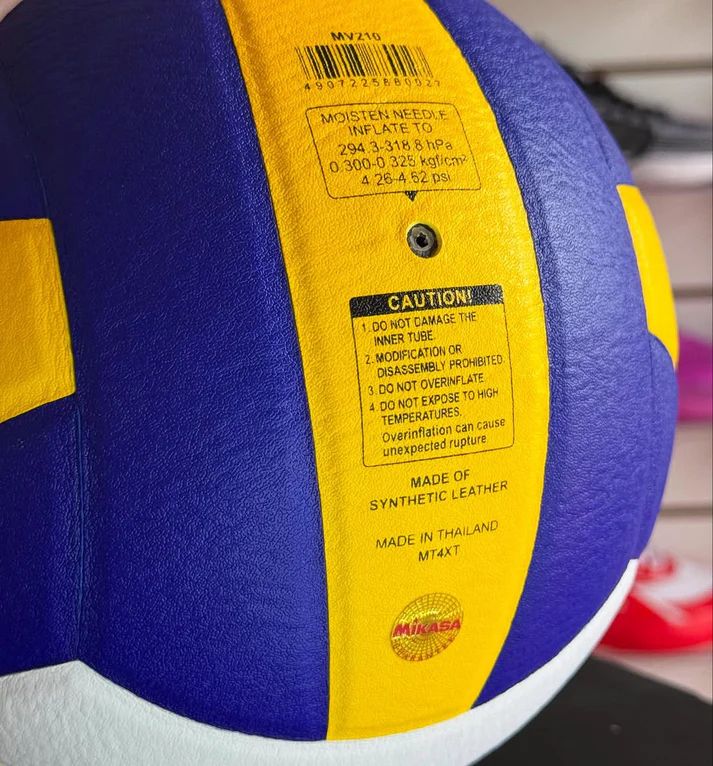 MV210
4907225880027
MOISTEN NEEDLE
INFLATE TO
294.3-318.8 hPa
0.300-0.325 kgf/cm²
4.26-4.62 psi
CAUTION!
1. DO NOT DAMAGE THE
INNER TUBE.
2. MODIFICATION OR
DISASSEMBLY PROHIBITED.
3. DO NOT OVERINFLATE.
4. DO NOT EXPOSE TO HIGH
TEMPERATURES.
Overinflation can cause
unexpected rupture.
MADE OF
SYNTHETIC LEATHER
MADE IN THAILAND
MT4XT
MIKASA